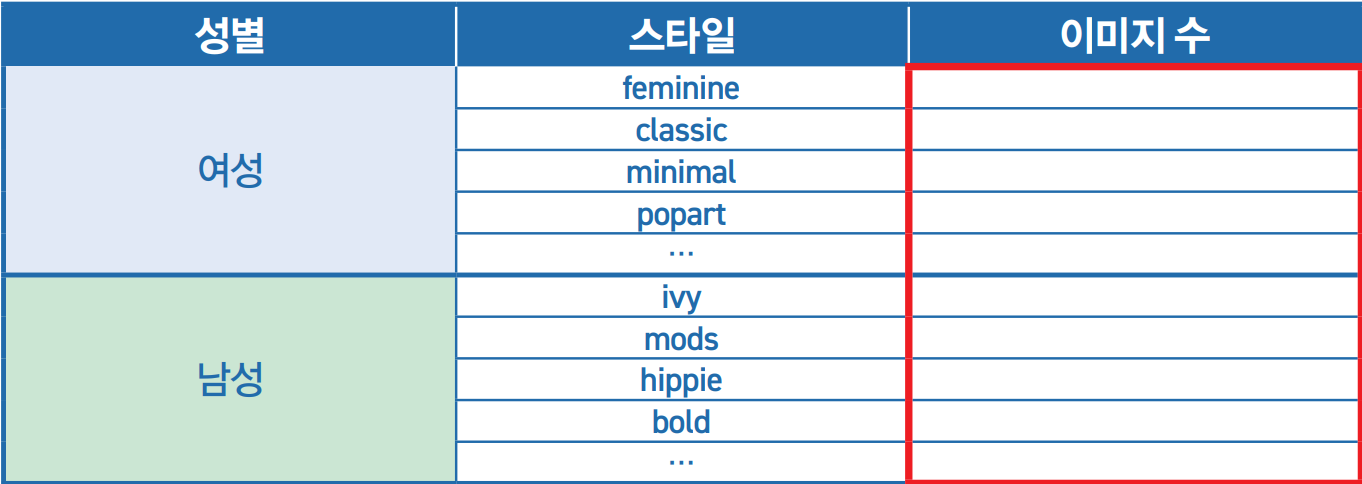 성별 스타일 이미지 수
여성
feminine
classic
minimal
popart
...
남성
ivy
mods
hippie
bold
...